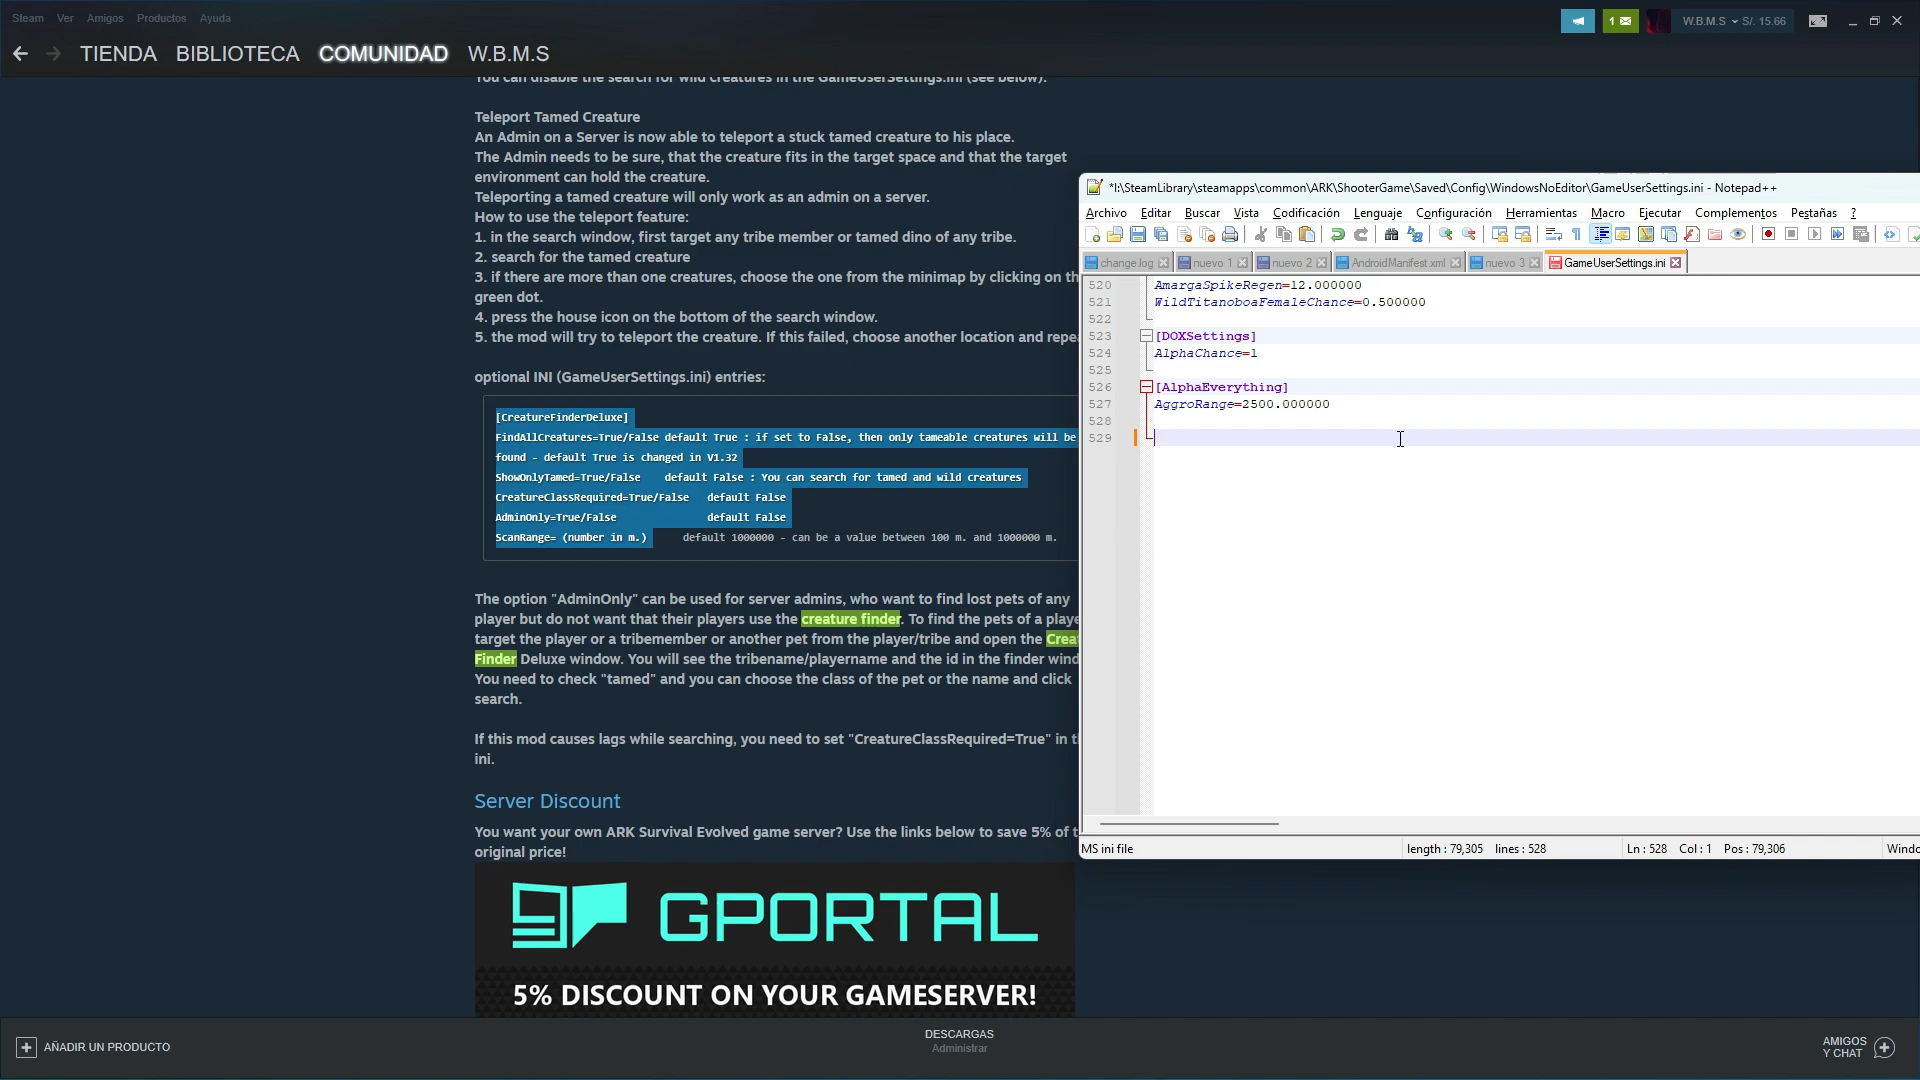 Steam Ver Amigos Productos Ayuda
1 W.B.M.S S/. 15.66
TIENDA BIBLIOTECA COMUNIDAD W.B.M.S
You can disable the search for wild creatures in the GameUserSettings.ini (see below).
Teleport Tamed Creature
An Admin on a Server is now able to teleport a stuck tamed creature to his place.
The Admin needs to be sure, that the creature fits in the target space and that the target
environment can hold the creature.
Teleporting a tamed creature will only work as an admin on a server.
How to use the teleport feature:
1. in the search window, first target any tribe member or tamed dino of any tribe.
2. search for the tamed creature
3. if there are more than one creatures, choose the one from the minimap by clicking on th
green dot.
4. press the house icon on the bottom of the search window.
5. the mod will try to teleport the creature. If this failed, choose another location and repea
optional INI (GameUserSettings.ini) entries:
[CreatureFinderDeluxe]
FindAllCreatures=True/False default True : if set to False, then only tameable creatures will be
found - default True is changed in V1.32
ShowOnlyTamed=True/False default False : You can search for tamed and wild creatures
CreatureClassRequired=True/False default False
AdminOnly=True/False default False
ScanRange= (number in m.) default 1000000 - can be a value between 100 m. and 1000000 m.
The option "AdminOnly" can be used for server admins, who want to find lost pets of any
player but do not want that their players use the creature finder. To find the pets of a playe
target the player or a tribemember or another pet from the player/tribe and open the Creat
Finder Deluxe window. You will see the tribename/playername and the id in the finder wind
You need to check "tamed" and you can choose the class of the pet or the name and click
search.
If this mod causes lags while searching, you need to set "CreatureClassRequired=True" in th
ini.
Server Discount
You want your own ARK Survival Evolved game server? Use the links below to save 5% of t
original price!
GPORTAL
5% DISCOUNT ON YOUR GAMESERVER!
*I:\SteamLibrary\steamapps\common\ARK\ShooterGame\Saved\Config\WindowsNoEditor\GameUserSettings.ini - Notepad++
Archivo Editar Buscar Vista Codificación Lenguaje Configuración Herramientas Macro Ejecutar Complementos Pestañas ?
change.log nuevo 1 nuevo 2 AndroidManifest.xml nuevo 3 GameUserSettings.ini
520 AmargaSpikeRegen=12.000000
521 WildTitanoboaFemaleChance=0.500000
522
523 [DOXSettings]
524 AlphaChance=1
525
526 [AlphaEverything]
527 AggroRange=2500.000000
528
529
MS ini file length : 79,305 lines : 528 Ln : 528 Col : 1 Pos : 79,306 Windo
AÑADIR UN PRODUCTO
DESCARGAS
Administrar
AMIGOS
Y CHAT